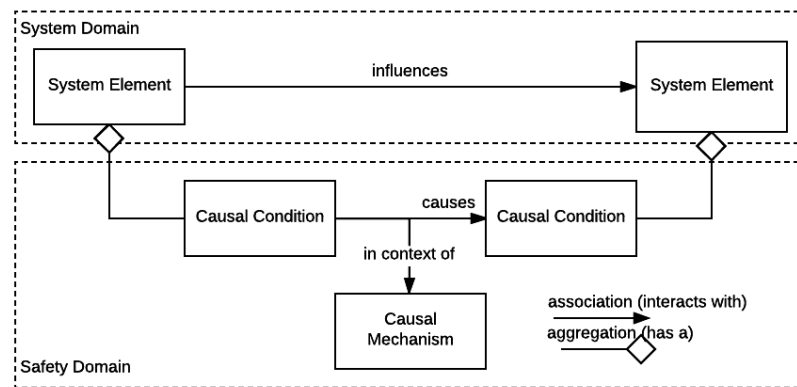 System Domain
influences
System Element
System Element
causes
Causal Condition
Causal Condition
in context of
association (interacts with)
Causal
Mechanism
aggregation (has a)
Safety Domain